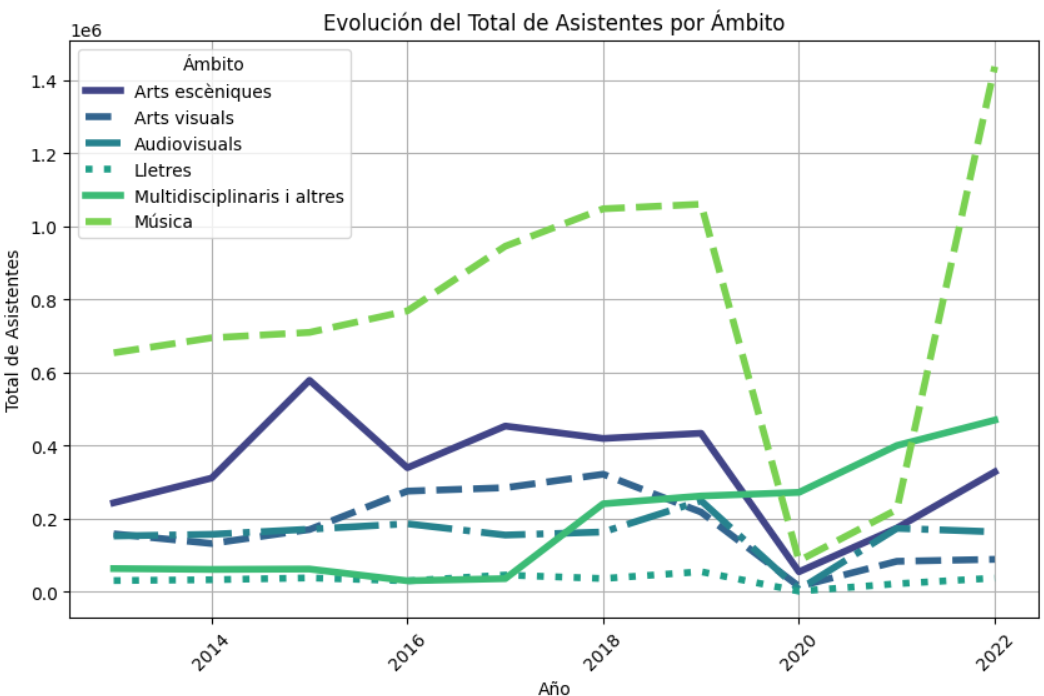 Evolución del Total de Asistentes por Ámbito
1e6
Ámbito
Arts escèniques
Arts visuals
Audiovisuals
Lletres
Multidisciplinaris i altres
Música
1.4
1.2
1.0
0.8
0.6
0.4
0.2
0.0
Total de Asistentes
2014
2016
2018
2020
2022
Año